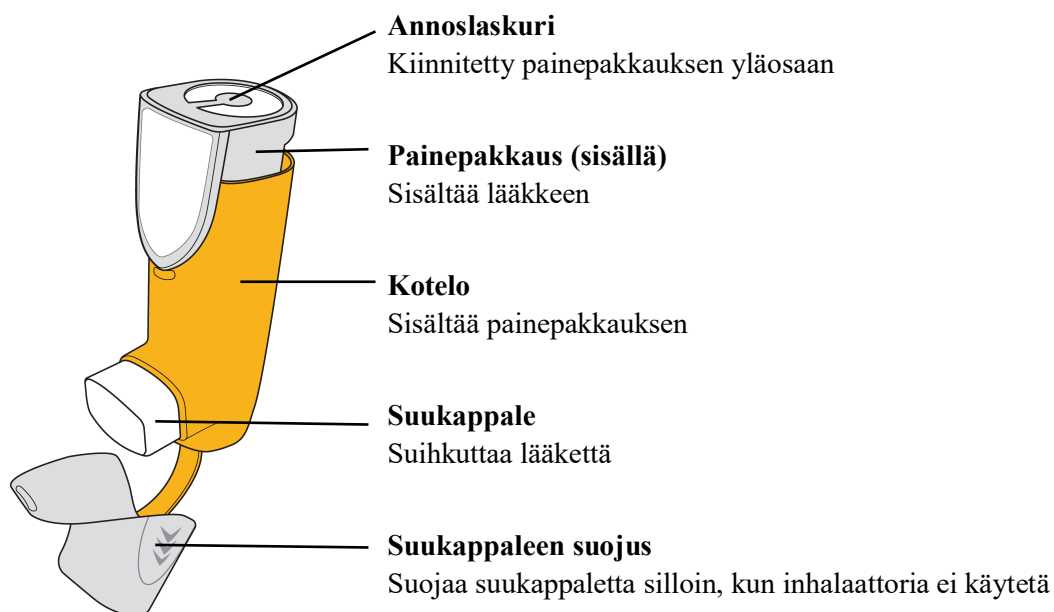 Annoslaskuri
Kiinnitetty painepakkauksen yläosaan
Painepakkaus (sisällä)
Sisältää lääkkeen
Kotelo
Sisältää painepakkauksen
Suukappale
Suihkuttaa lääkettä
Suukappaleen suojus
Suojaa suukappaletta silloin, kun inhalaattoria ei käytetä